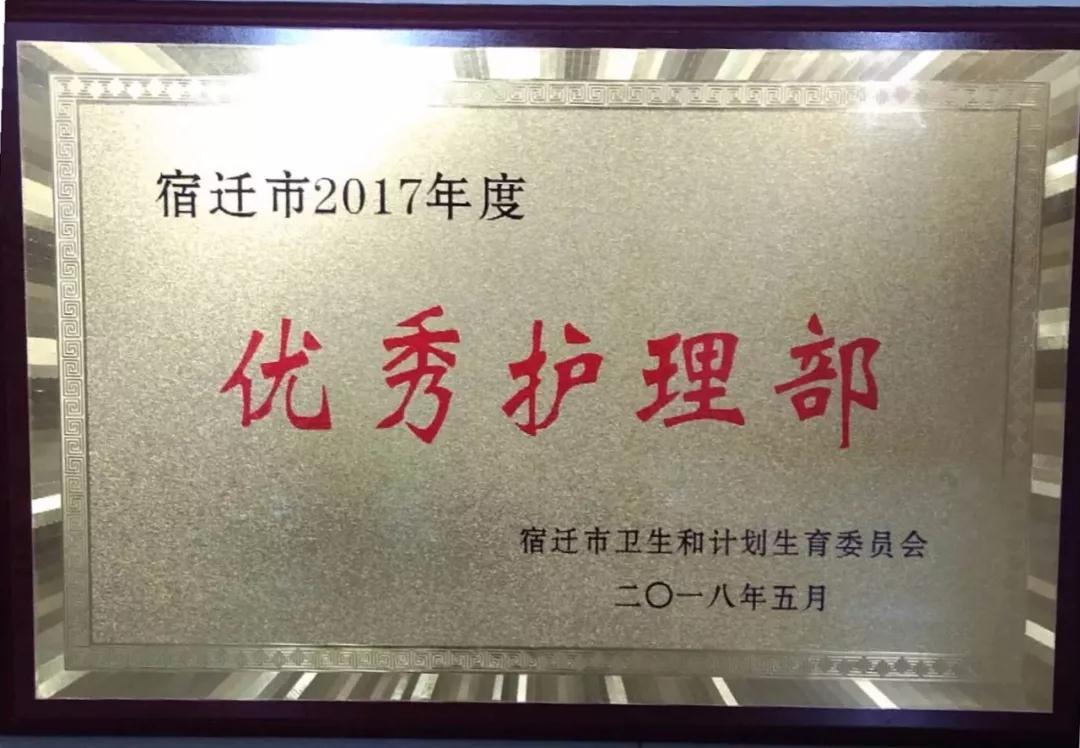 宿迁市2017年度
优秀护理部
宿迁市卫生和计划生育委员会
二〇一八年五月